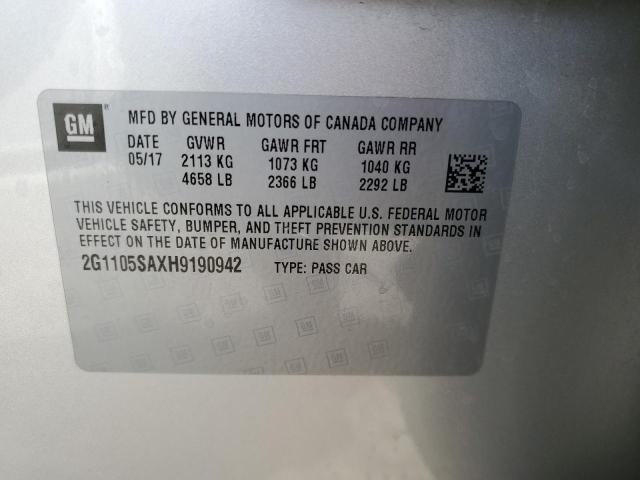 GM ® MFD BY GENERAL MOTORS OF CANADA COMPANY
DATE GVWR GAWR FRT GAWR RR
05/17 2113 KG 1073 KG 1040 KG
4658 LB 2366 LB 2292 LB
THIS VEHICLE CONFORMS TO ALL APPLICABLE U.S. FEDERAL MOTOR
VEHICLE SAFETY, BUMPER, AND THEFT PREVENTION STANDARDS IN
EFFECT ON THE DATE OF MANUFACTURE SHOWN ABOVE.
2G1105SAXH9190942 TYPE: PASS CAR